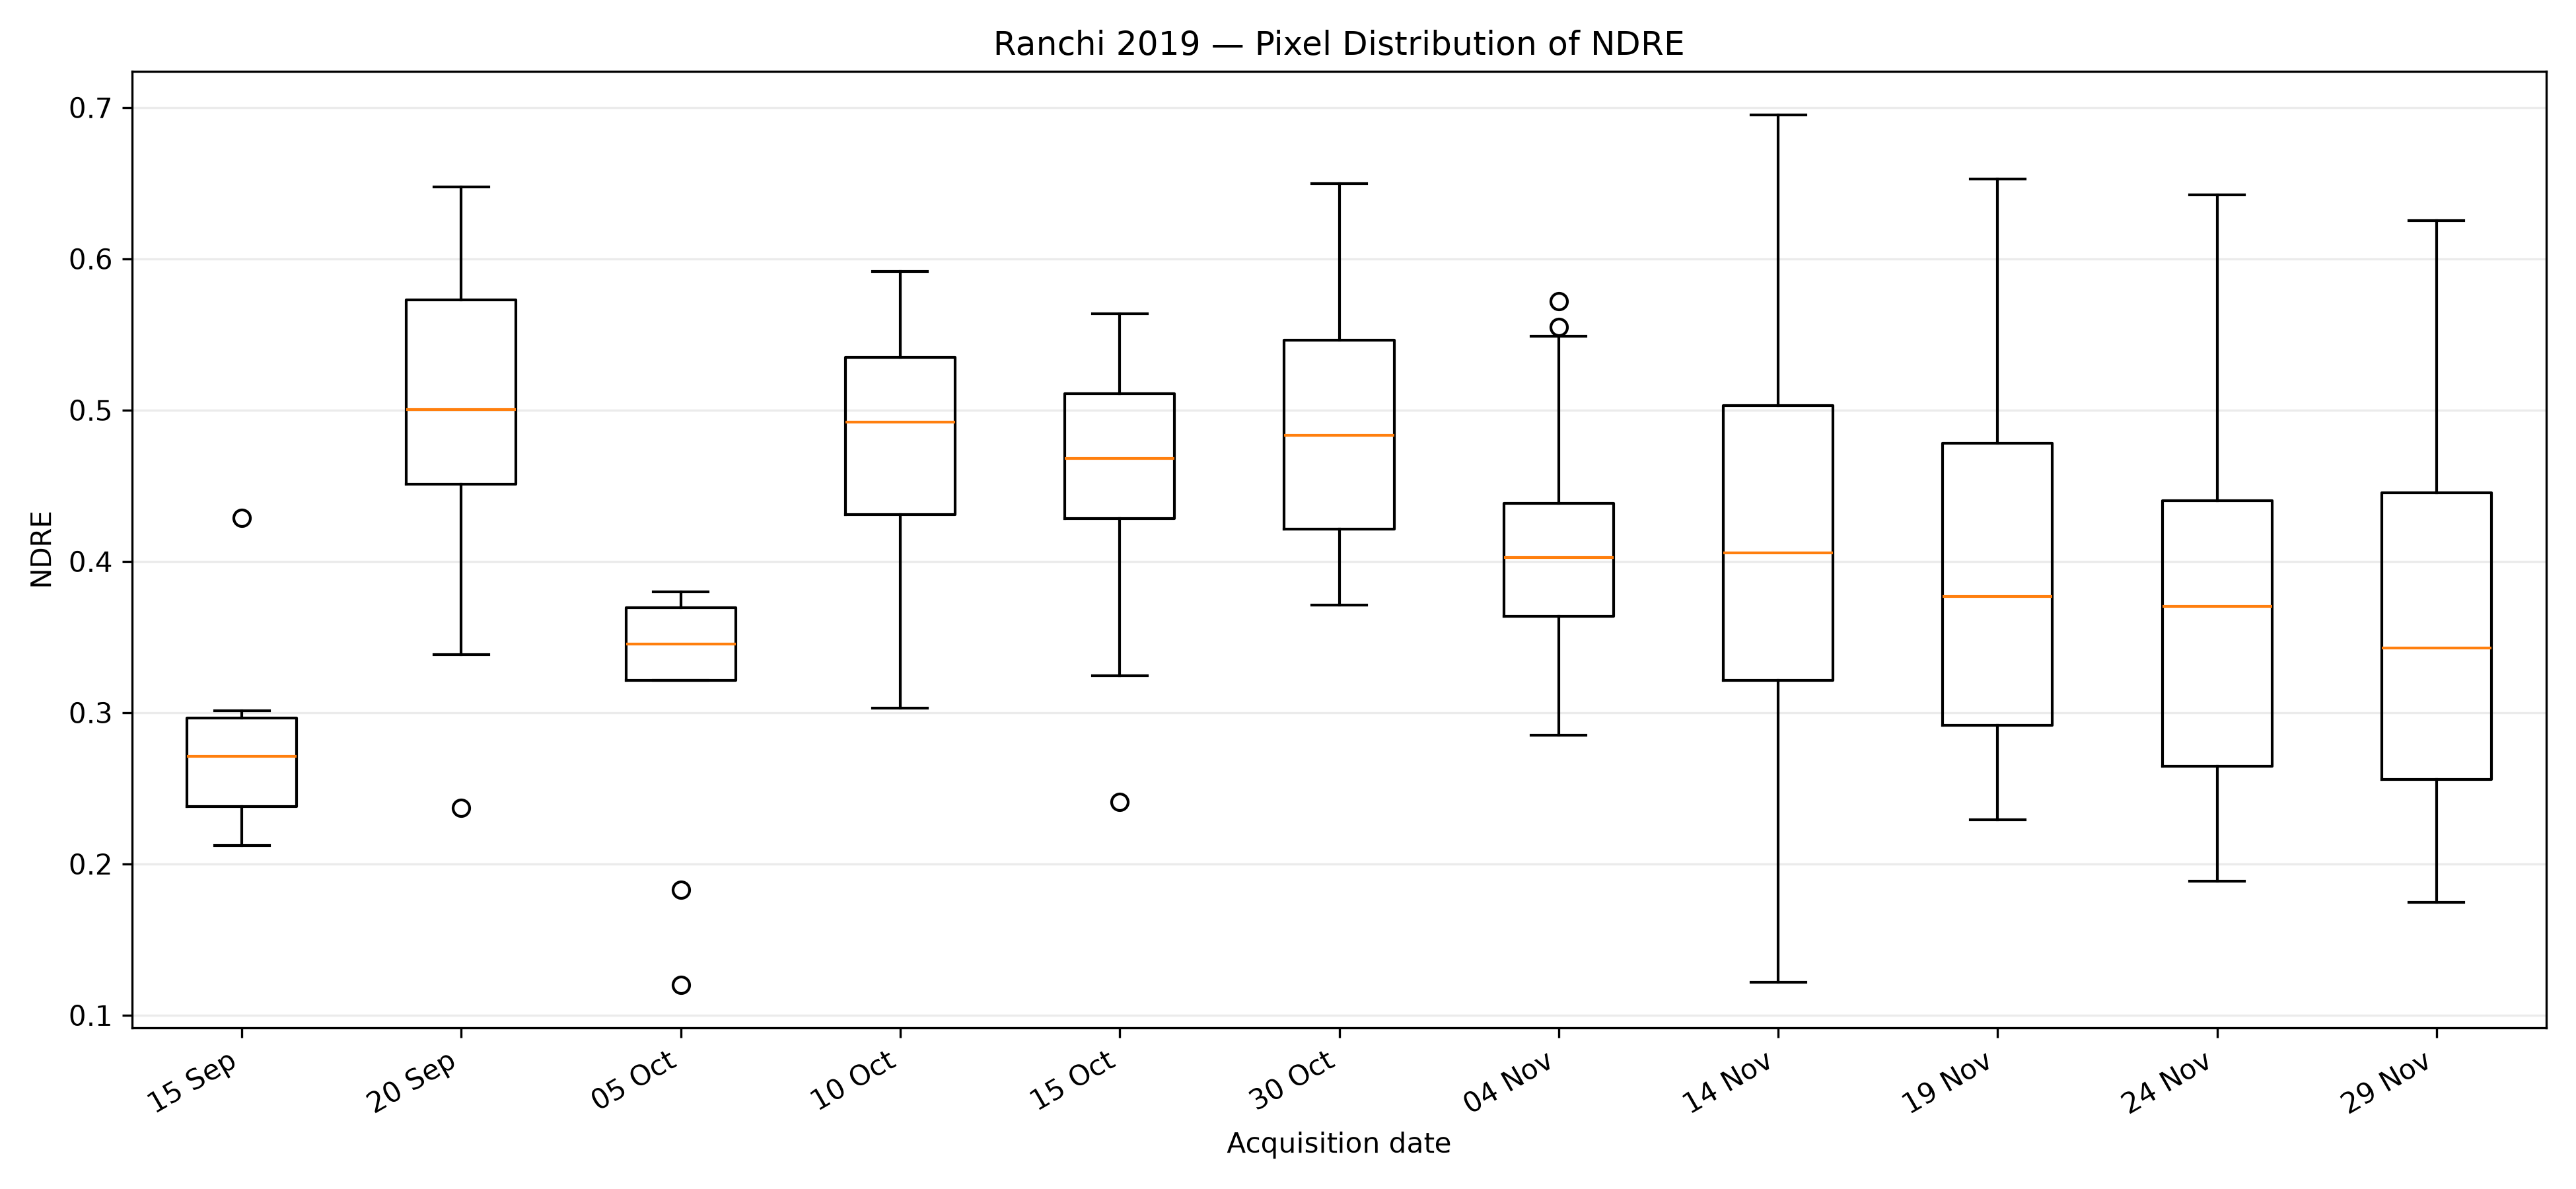 Ranchi 2019 — Pixel Distribution of NDRE
0.7
0.6
0.5
0.4
0.3
0.2
0.1
NDRE
15 Sep
20 Sep
05 Oct
10 Oct
15 Oct
30 Oct
04 Nov
14 Nov
19 Nov
24 Nov
29 Nov
Acquisition date